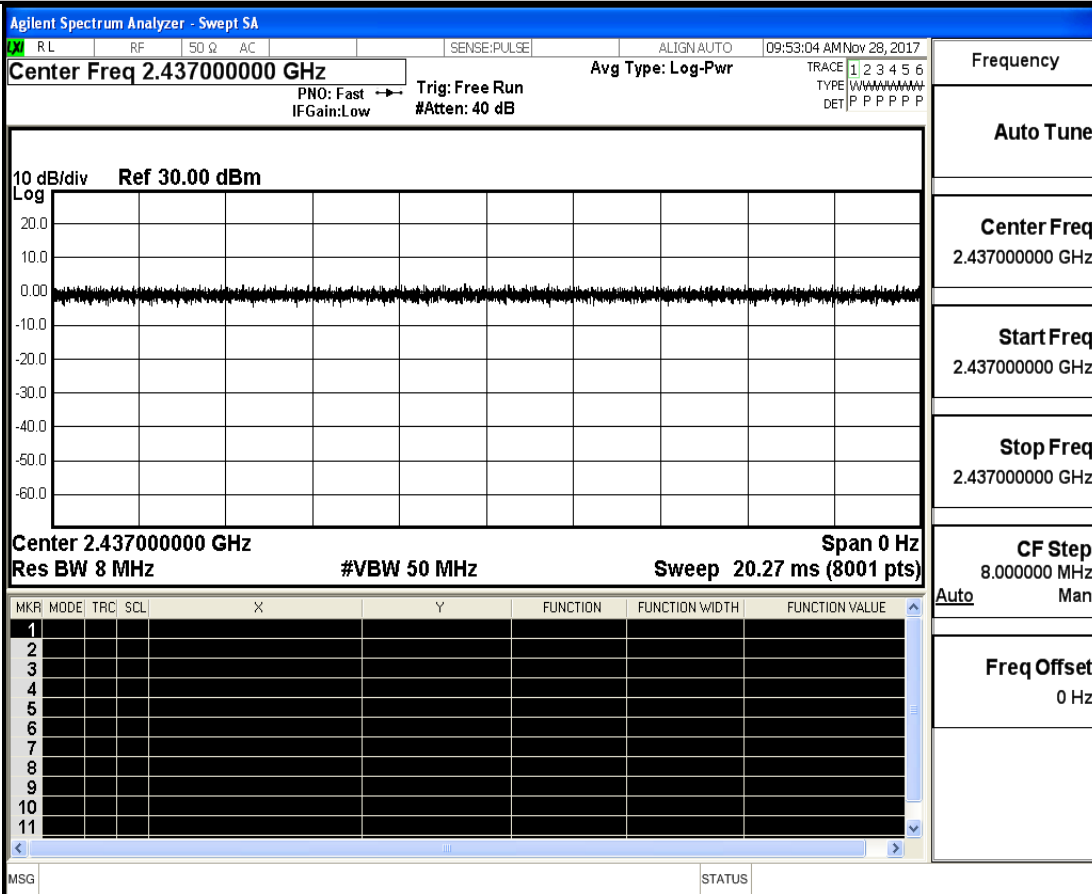 Agilent Spectrum Analyzer - Swept SA
LXI RL RF 50 Ω AC SENSE:PULSE ALIGN AUTO 09:53:04 AM Nov 28, 2017
Center Freq 2.437000000 GHz
PNO: Fast
IFGain:Low
Trig: Free Run
#Atten: 40 dB
Avg Type: Log-Pwr
TRACE 1 2 3 4 5 6
TYPE WWWWWW
DET P P P P P P
10 dB/div Ref 30.00 dBm
Log
20.0
10.0
0.00
-10.0
-20.0
-30.0
-40.0
-50.0
-60.0
Center 2.437000000 GHz Span 0 Hz
Res BW 8 MHz #VBW 50 MHz Sweep 20.27 ms (8001 pts)
MKR MODE TRC SCL X Y FUNCTION FUNCTION WIDTH FUNCTION VALUE
1
2
3
4
5
6
7
8
9
10
11
MSG STATUS
Frequency
Auto Tune
Center Freq
2.437000000 GHz
Start Freq
2.437000000 GHz
Stop Freq
2.437000000 GHz
CF Step
8.000000 MHz
Auto Man
Freq Offset
0 Hz